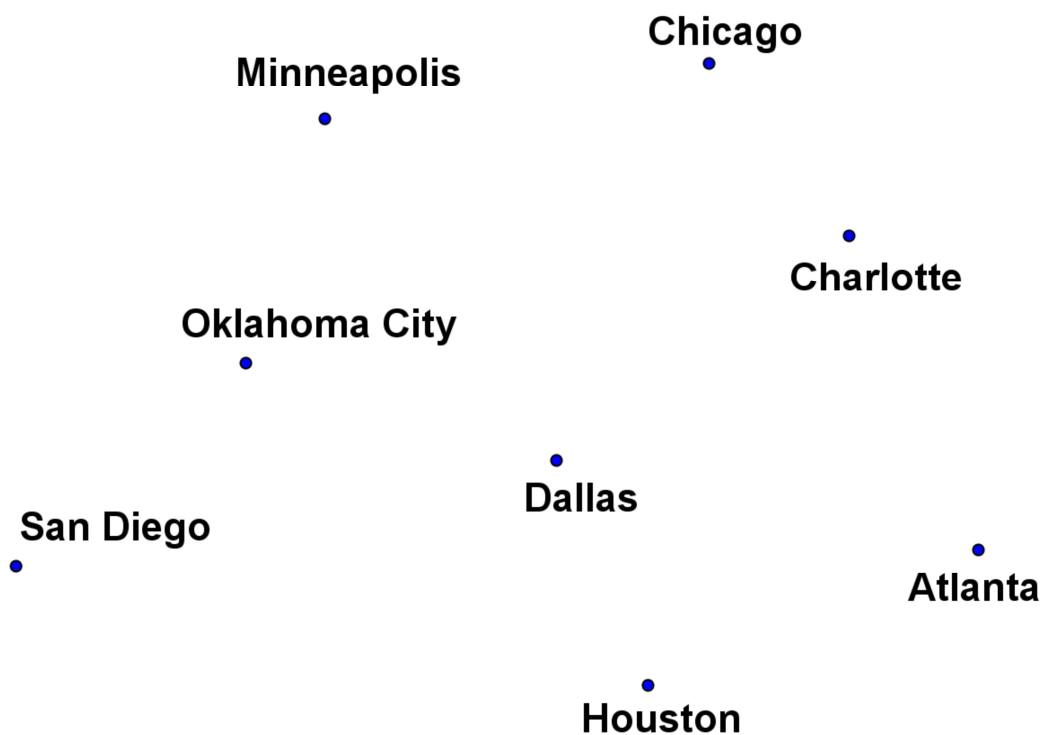 Chicago
Minneapolis
Charlotte
Oklahoma City
Dallas
San Diego
Atlanta
Houston